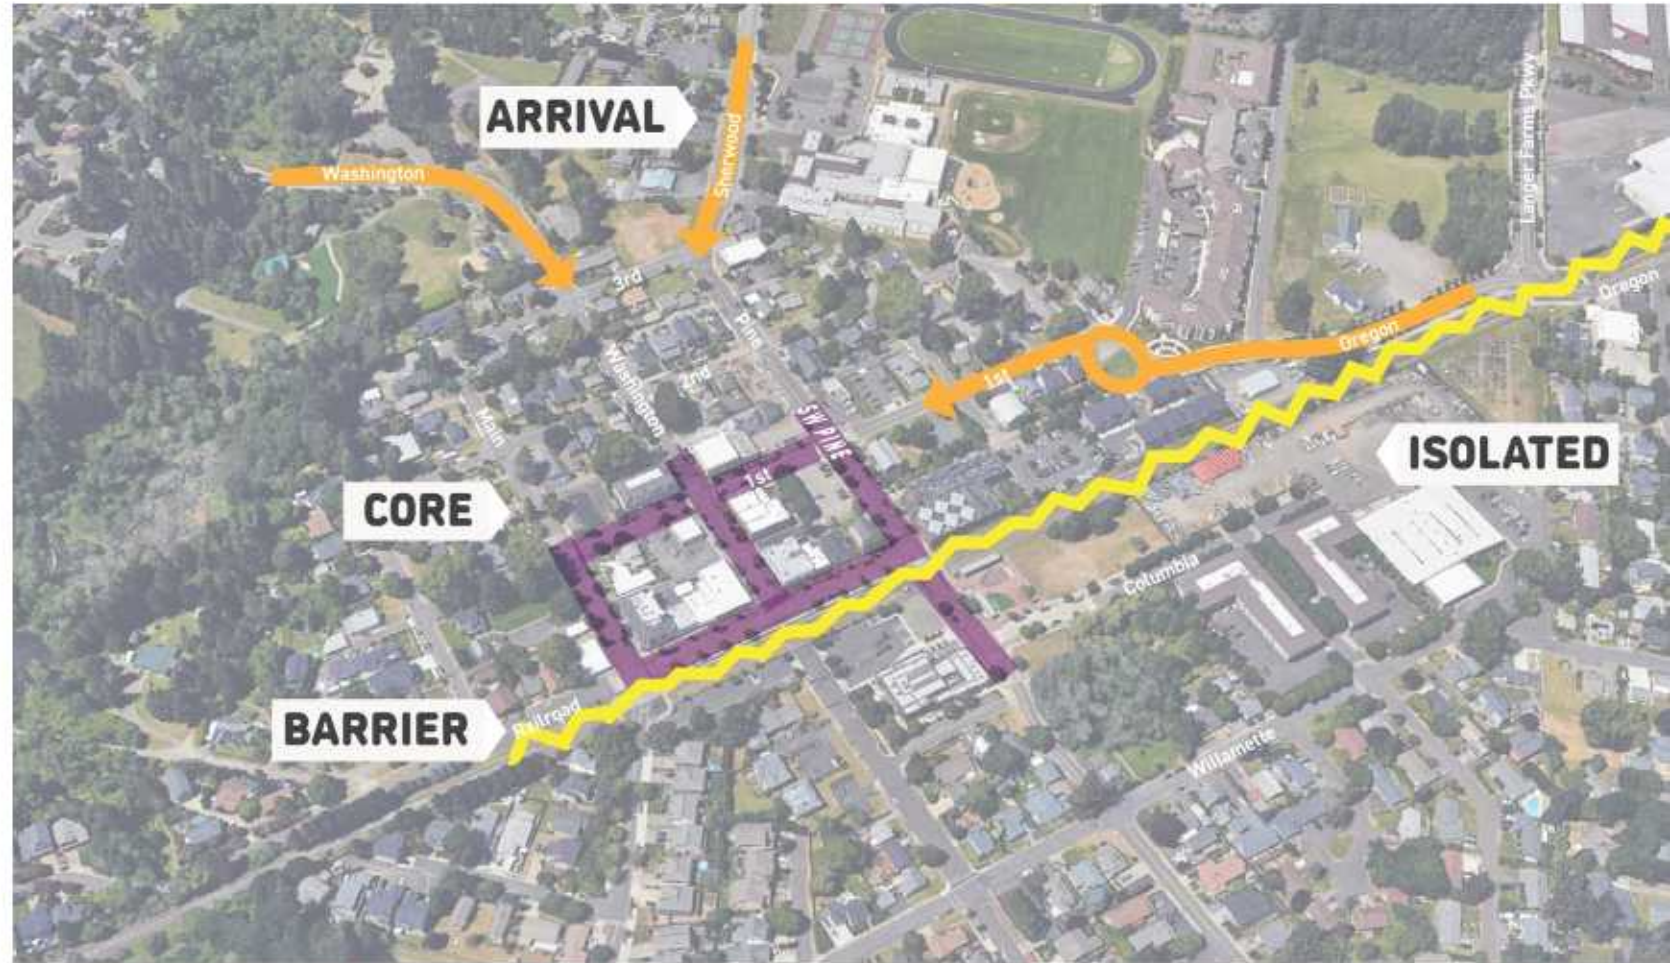 ARRIVAL
Sherwood
Washington
Langer Farms Pkwy
3rd
Oregon
Oregon
Pine
Washington
2nd
1st
Main
SW PINE
1st
ISOLATED
CORE
Columbia
BARRIER
Railroad
Willamette